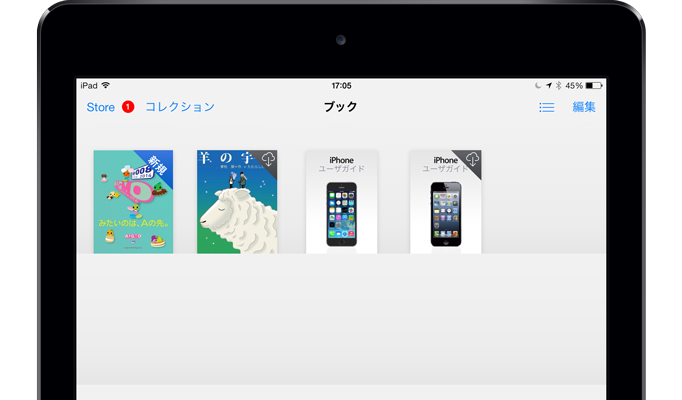 iPad
17:05
45%
Store
1
コレクション
ブック
編集
新規
みたいのは、Aの先。
羊の宇
iPhone
ユーザガイド
iPhone
ユーザガイド